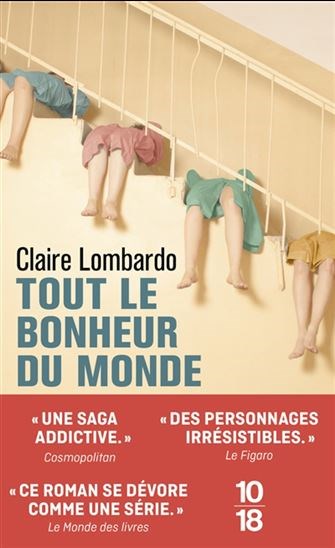 Claire Lombardo
TOUT LE
BONHEUR
DU MONDE
« UNE SAGA
ADDICTIVE. »
Cosmopolitan
« DES PERSONNAGES
IRRÉSISTIBLES. »
Le Figaro
« CE ROMAN SE DÉVORE
COMME UNE SÉRIE. »
Le Monde des livres
10
18